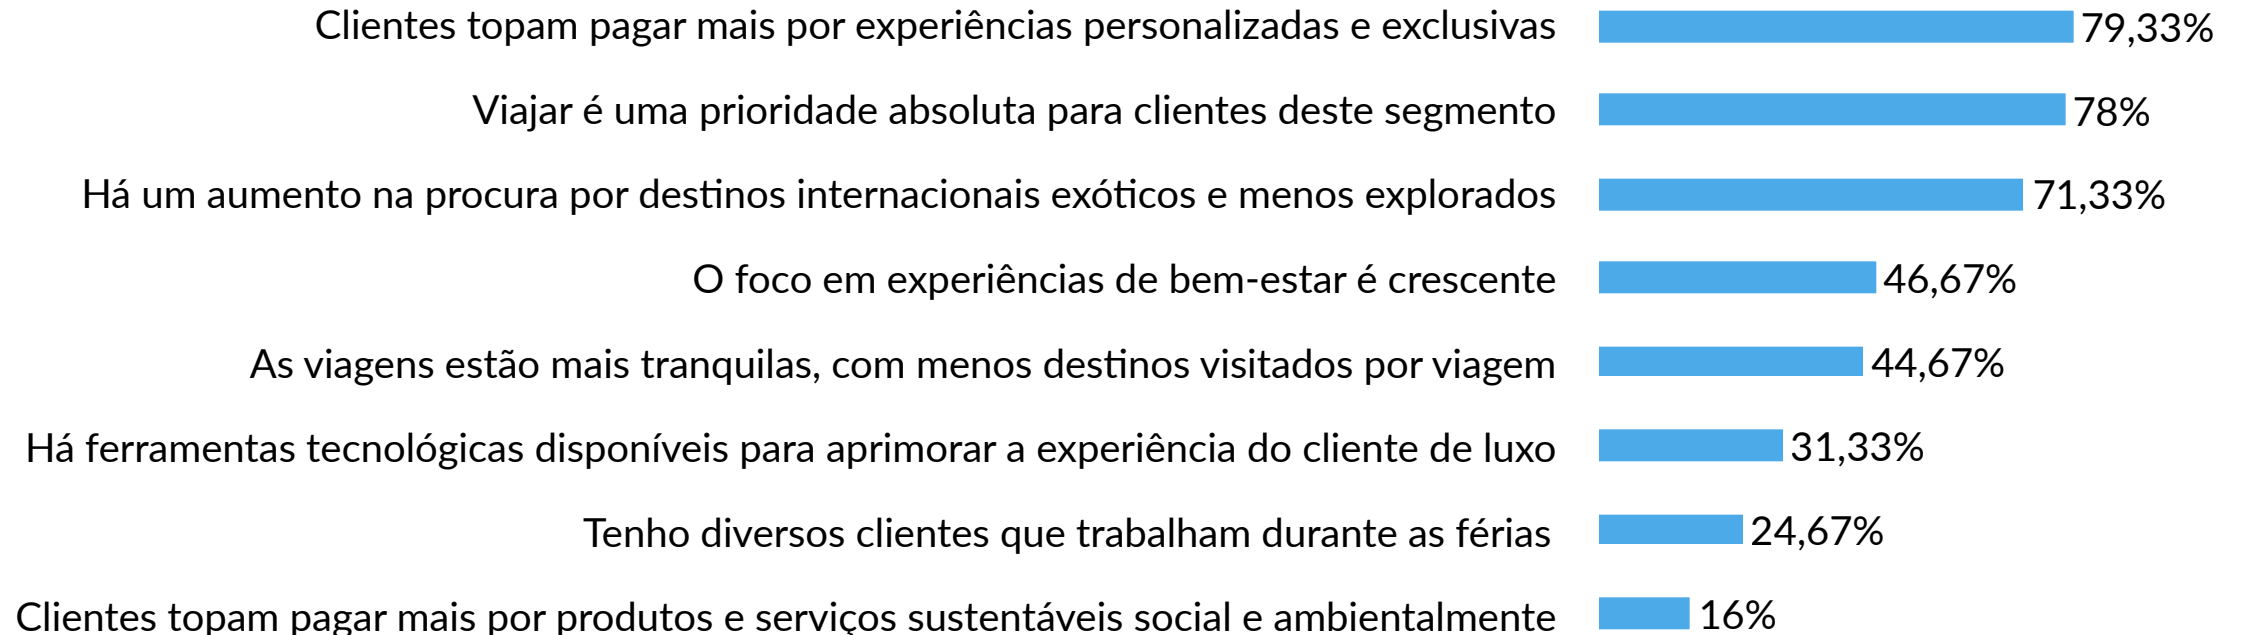 Clientes topam pagar mais por experiências personalizadas e exclusivas 79,33%
Viajar é uma prioridade absoluta para clientes deste segmento 78%
Há um aumento na procura por destinos internacionais exóticos e menos explorados 71,33%
O foco em experiências de bem-estar é crescente 46,67%
As viagens estão mais tranquilas, com menos destinos visitados por viagem 44,67%
Há ferramentas tecnológicas disponíveis para aprimorar a experiência do cliente de luxo 31,33%
Tenho diversos clientes que trabalham durante as férias 24,67%
Clientes topam pagar mais por produtos e serviços sustentáveis social e ambientalmente 16%